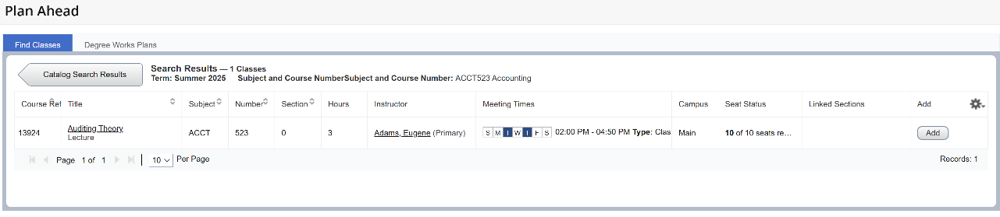 Plan Ahead
Find Classes Degree Works Plans
Catalog Search Results
Search Results — 1 Classes
Term: Summer 2025 Subject and Course NumberSubject and Course Number: ACCT523 Accounting
Course Ref Title Subject Number Section Hours Instructor Meeting Times Campus Seat Status Linked Sections Add
13924 Auditing Theory ACCT 523 0 3 Adams, Eugene (Primary) S M T W T F S 02:00 PM - 04:50 PM Type: Clas Main 10 of 10 seats re... Add
Lecture
Page 1 of 1 10 Per Page Records: 1